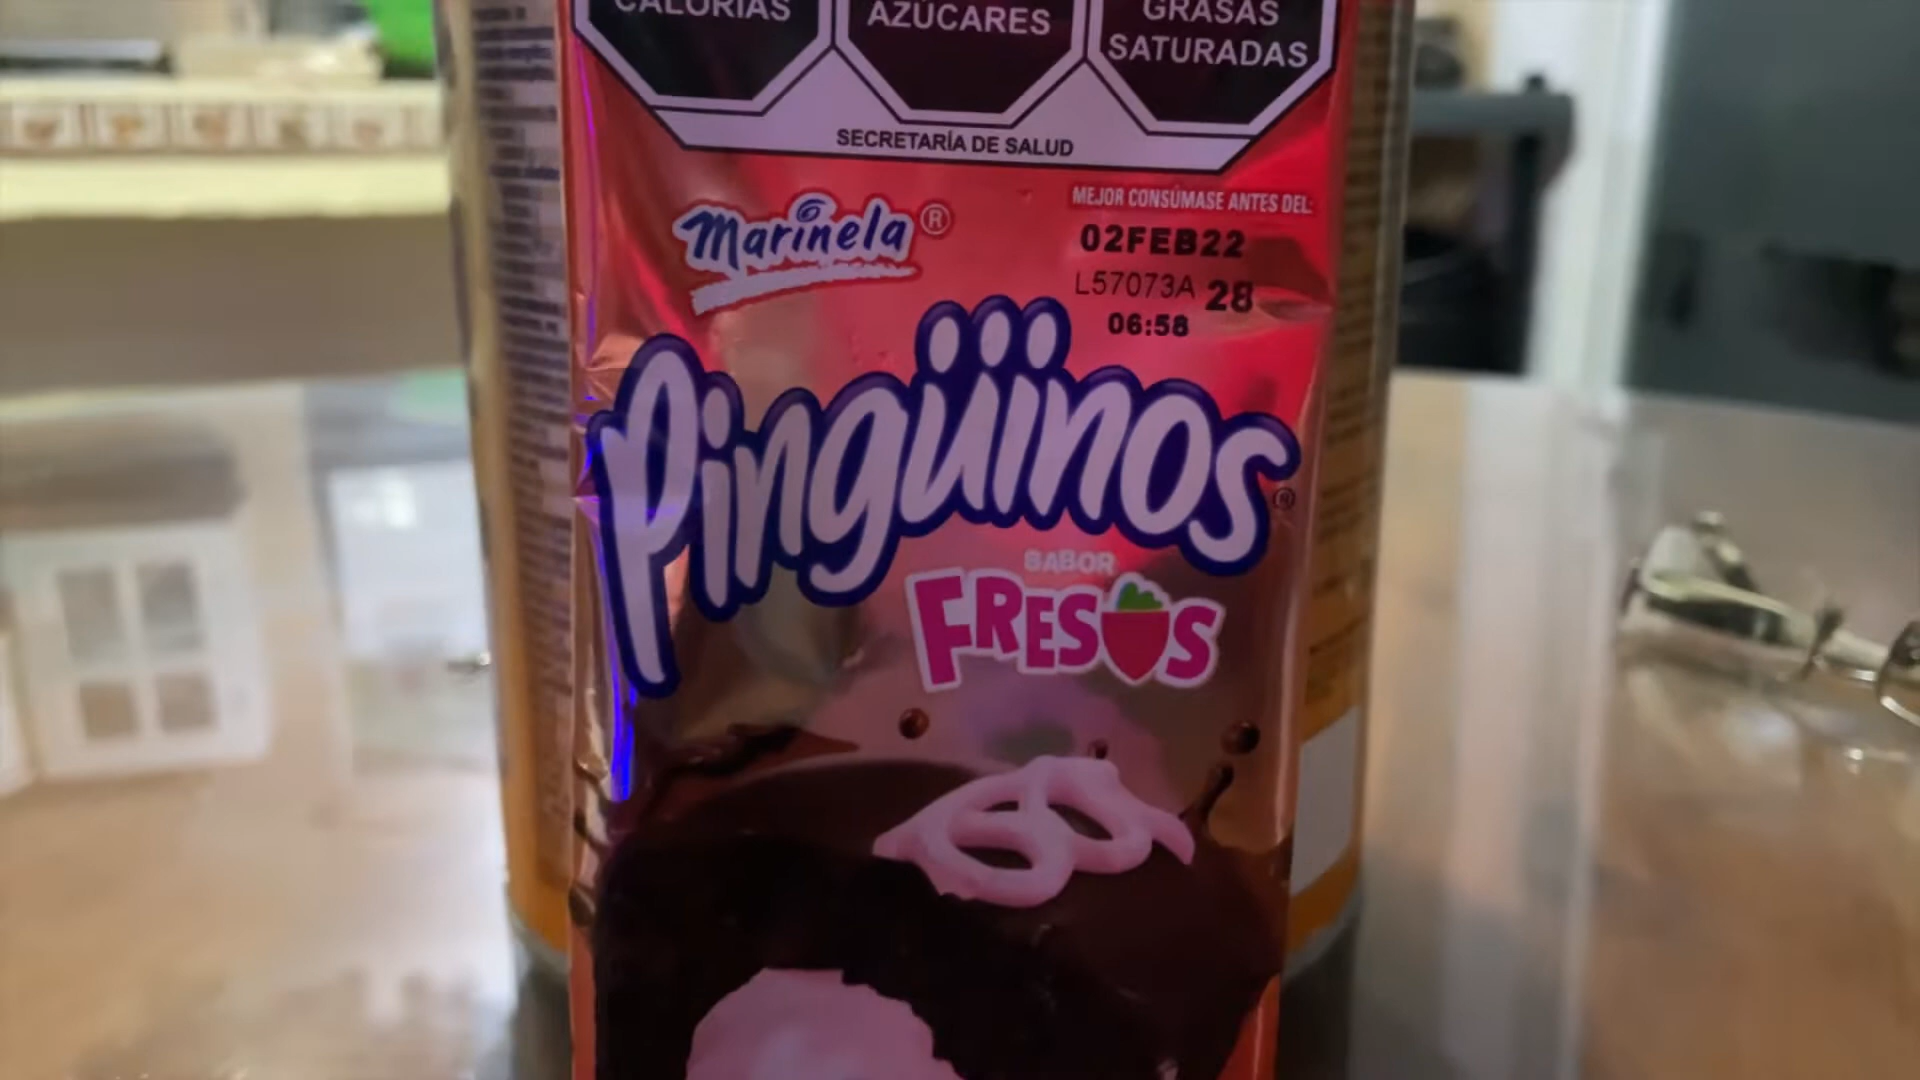 CALORÍAS
AZÚCARES
GRASAS
SATURADAS
SECRETARÍA DE SALUD
Marinela®
MEJOR CONSÚMASE ANTES DEL:
02FEB22
L57073A 28
06:58
Pingüinos®
SABOR
FRESAS